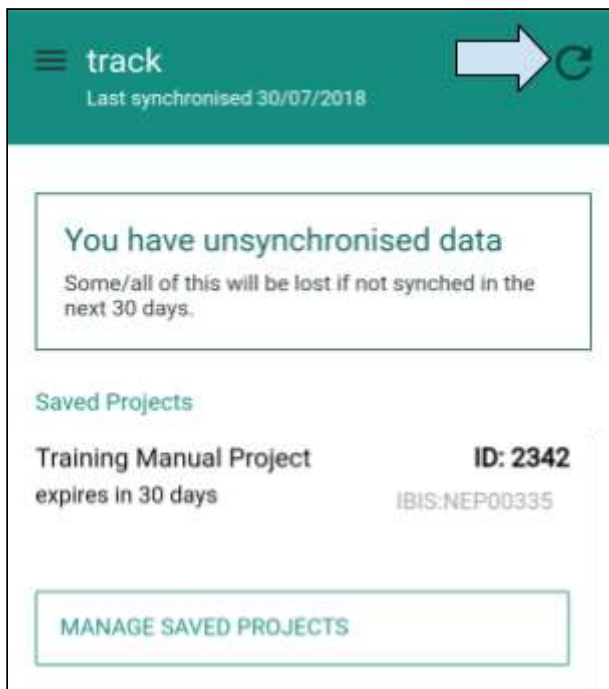 track
Last synchronised 30/07/2018
You have unsynchronised data
Some/all of this will be lost if not synched in the
next 30 days.
Saved Projects
Training Manual Project ID: 2342
expires in 30 days IBIS:NEP00335
MANAGE SAVED PROJECTS